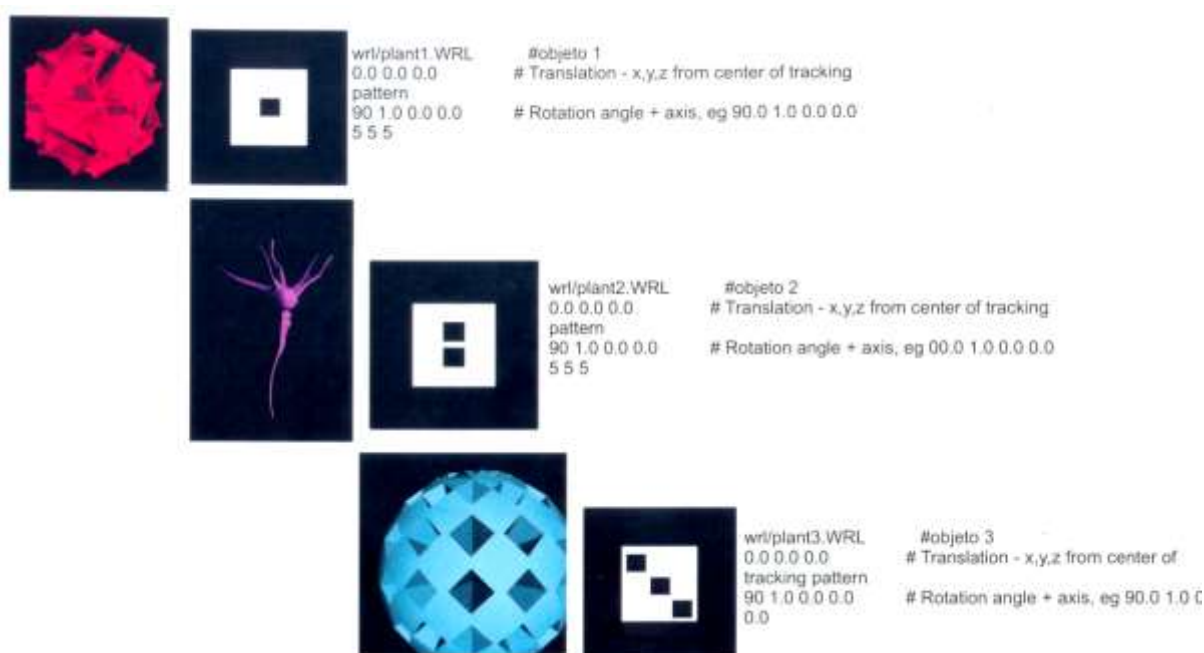 wrl/plant1.WRL #objeto 1
0.0 0.0 0.0 # Translation - x,y,z from center of tracking
pattern
90 1.0 0.0 0.0 # Rotation angle + axis, eg 90.0 1.0 0.0 0.0
5 5 5
wrl/plant2.WRL #objeto 2
0.0 0.0 0.0 # Translation - x,y,z from center of tracking
pattern
90 1.0 0.0 0.0 # Rotation angle + axis, eg 00.0 1.0 0.0 0.0
5 5 5
wrl/plant3.WRL #objeto 3
0.0 0.0 0.0 # Translation - x,y,z from center of
tracking pattern
90 1.0 0.0 0.0 # Rotation angle + axis, eg 90.0 1.0 0
0.0